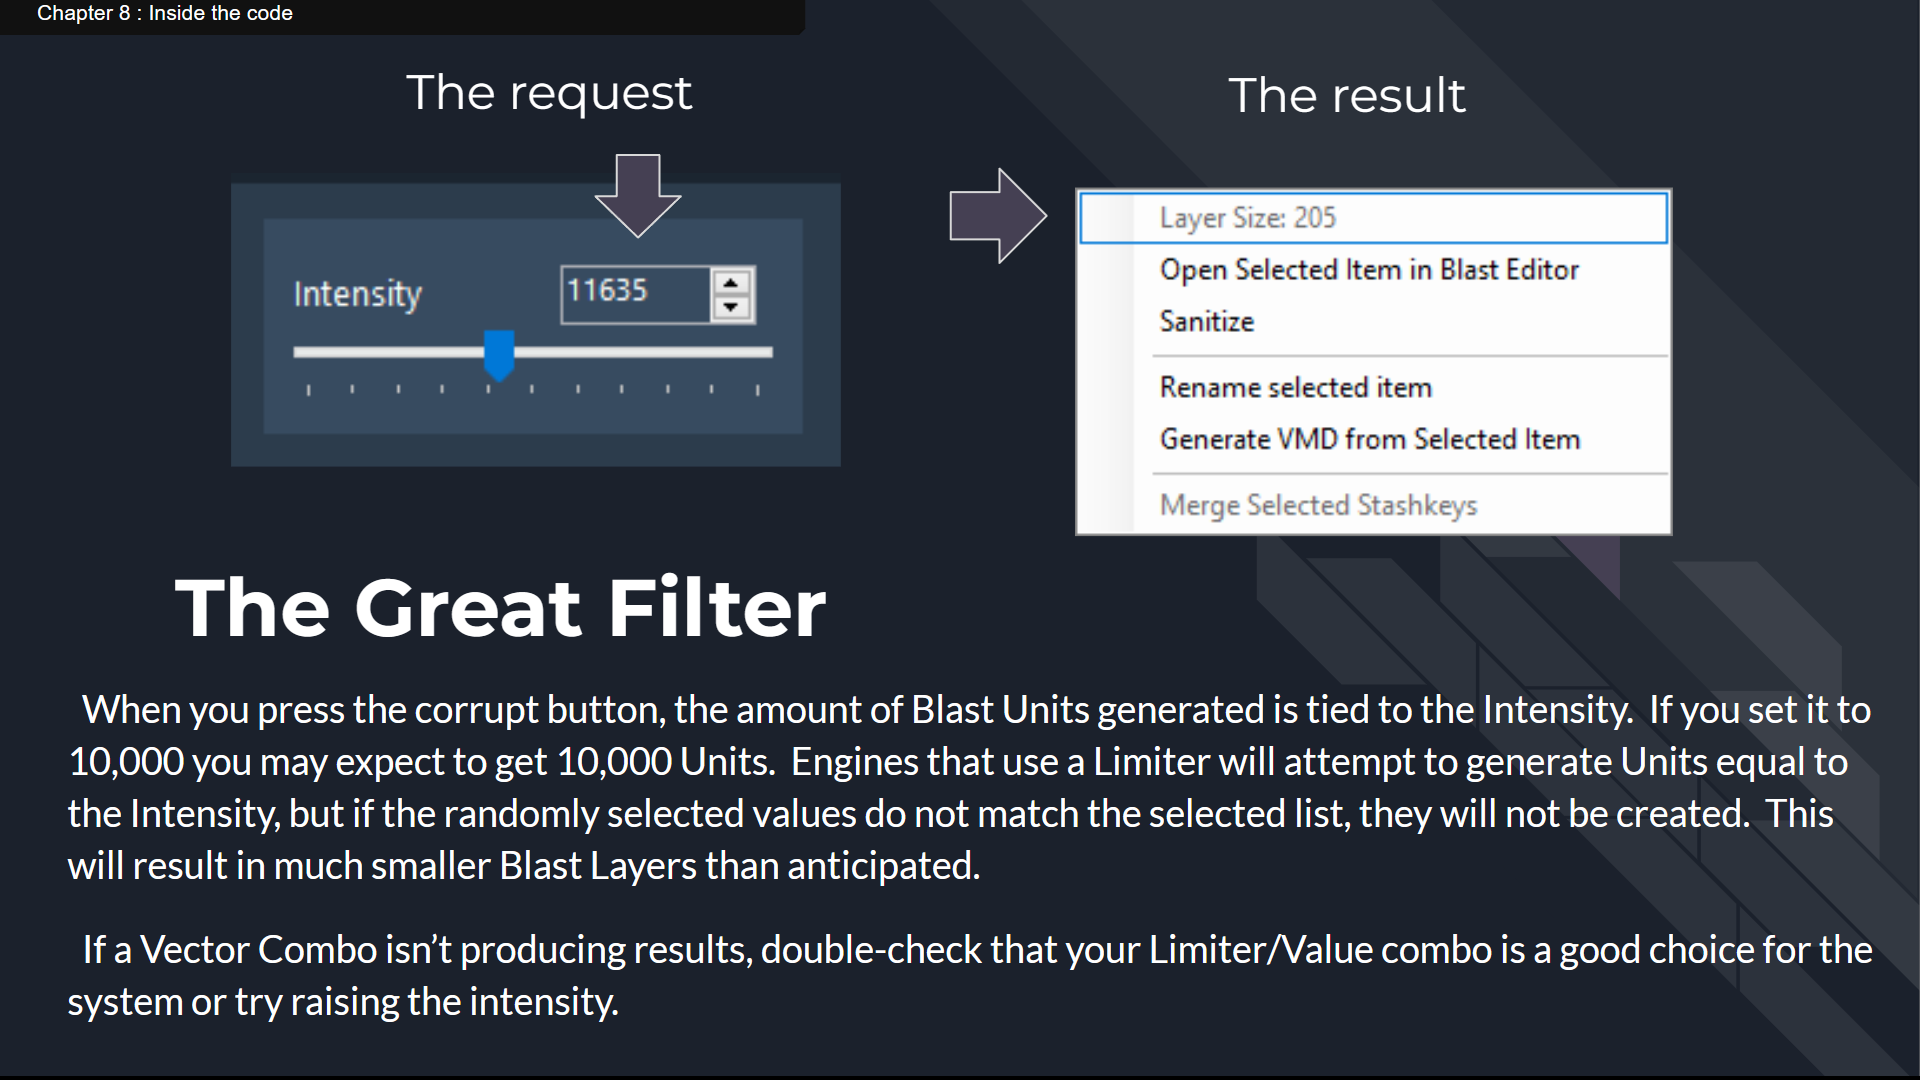 Chapter 8 : Inside the code
The request
The result
Intensity
11635
Layer Size: 205
Open Selected Item in Blast Editor
Sanitize
Rename selected item
Generate VMD from Selected Item
Merge Selected Stashkeys
The Great Filter
When you press the corrupt button, the amount of Blast Units generated is tied to the Intensity.  If you set it to
10,000 you may expect to get 10,000 Units.  Engines that use a Limiter will attempt to generate Units equal to
the Intensity, but if the randomly selected values do not match the selected list, they will not be created.  This
will result in much smaller Blast Layers than anticipated.
If a Vector Combo isn’t producing results, double-check that your Limiter/Value combo is a good choice for the
system or try raising the intensity.